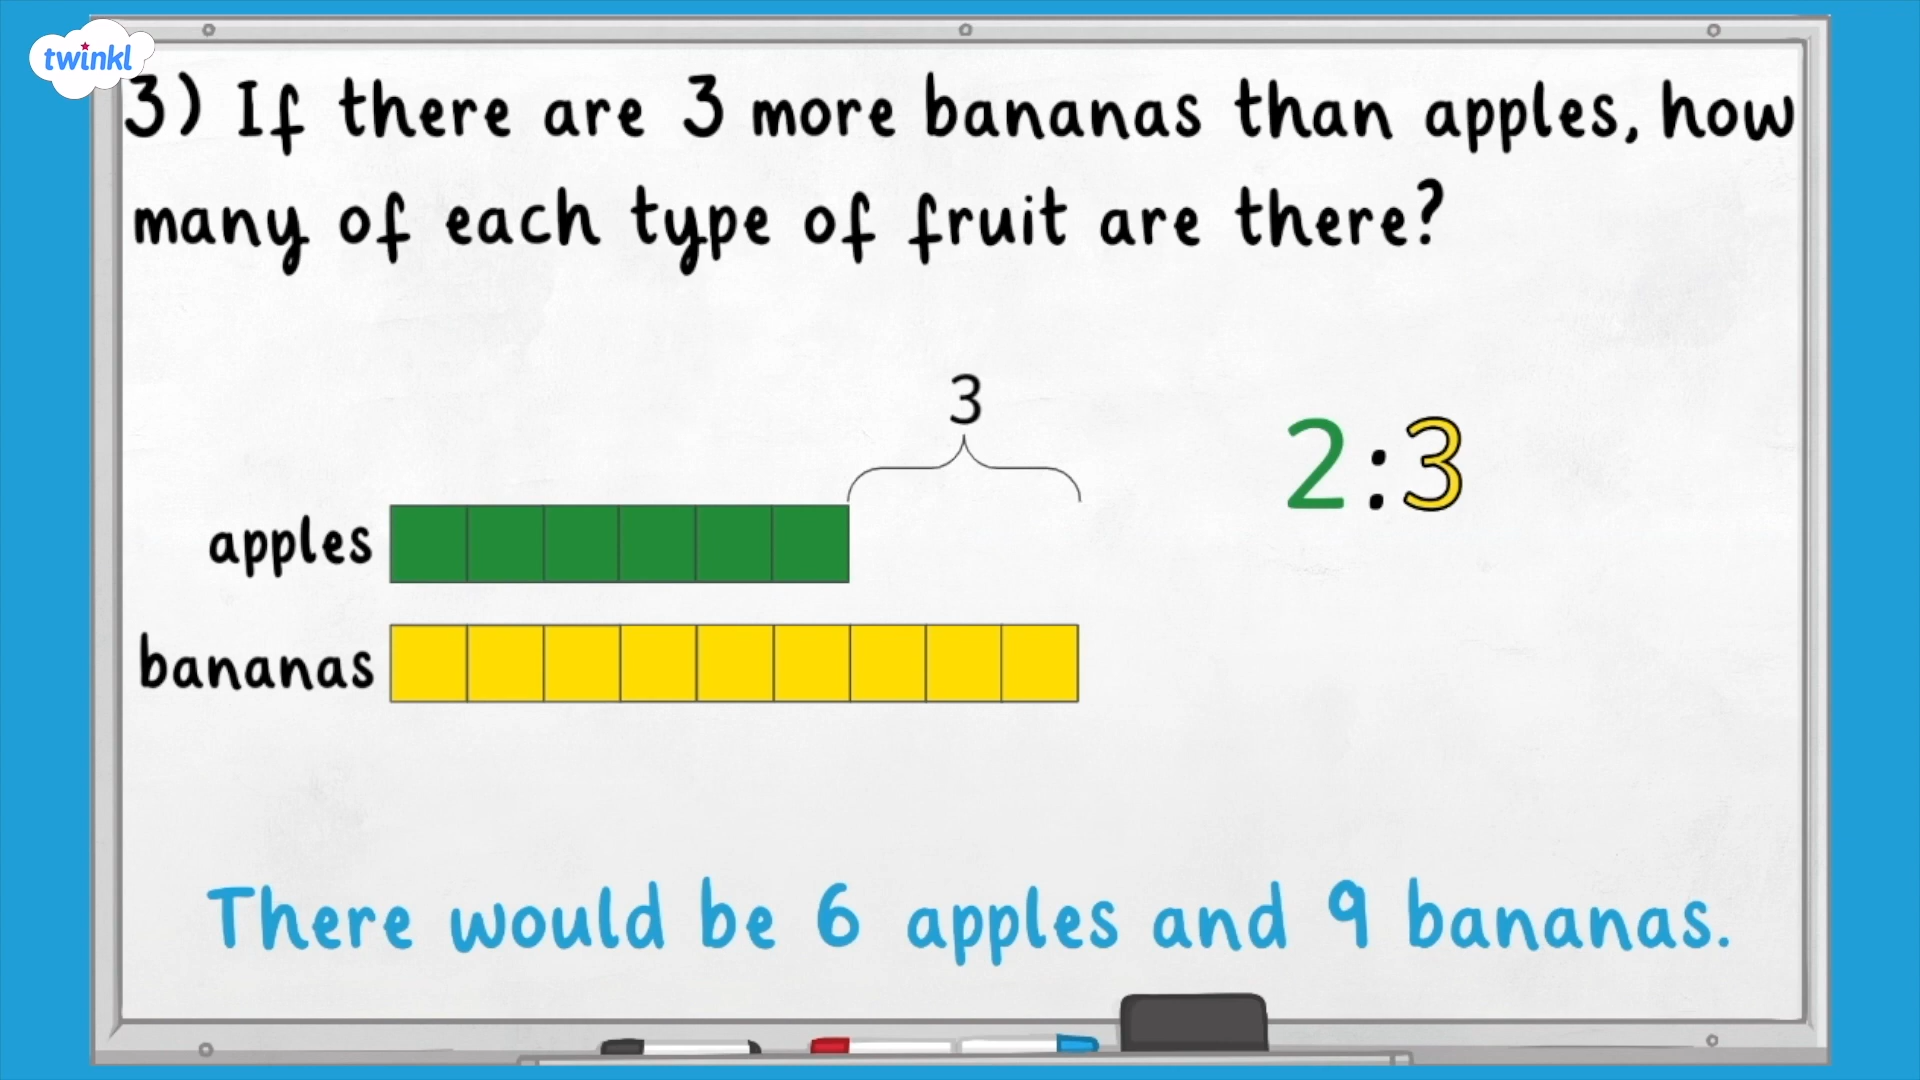 twinkl
3) If there are 3 more bananas than apples, how
many of each type of fruit are there?
3
2:3
apples
bananas
There would be 6 apples and 9 bananas.